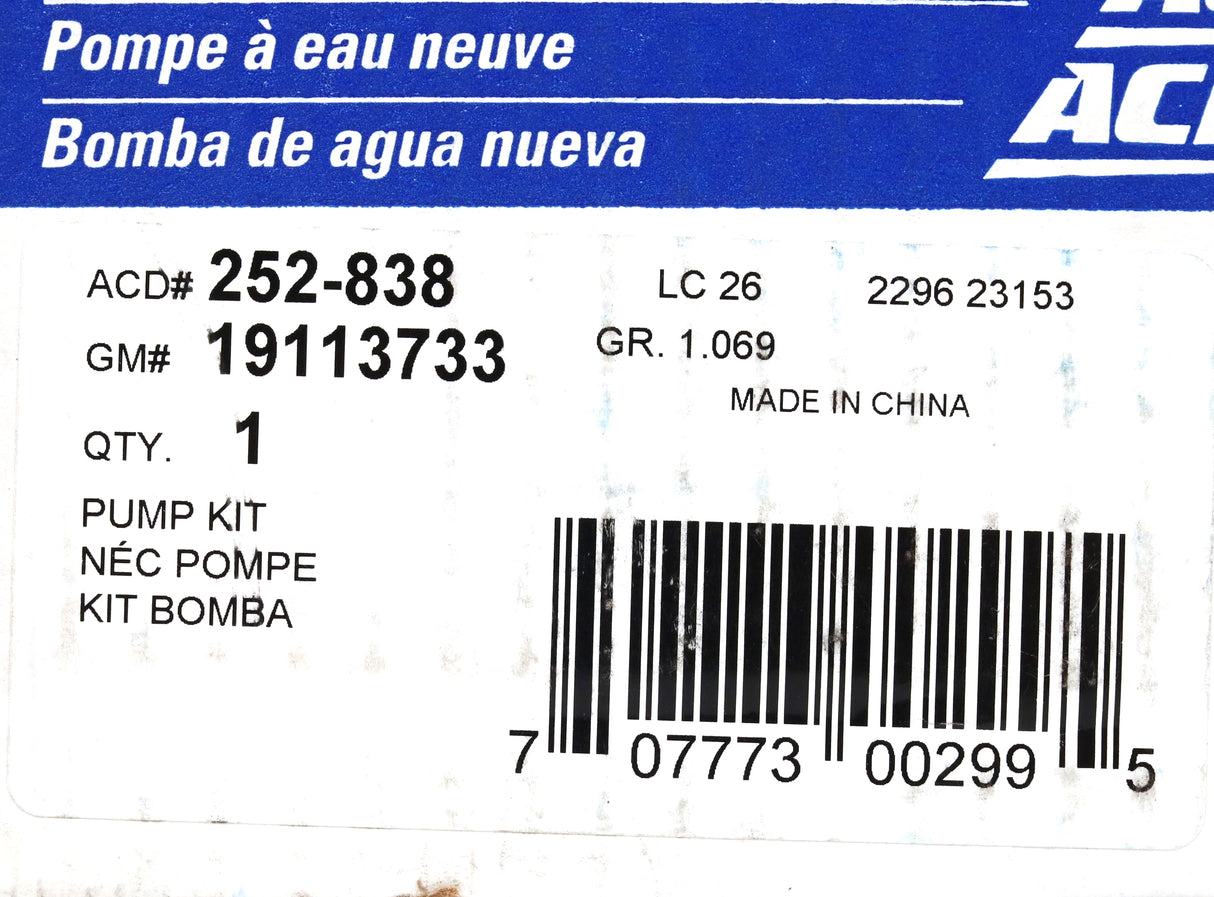 Pompe à eau neuve
Bomba de agua nueva
ACD# 252-838
LC 26
2296 23153
GM# 19113733
GR. 1.069
MADE IN CHINA
QTY. 1
PUMP KIT
NÉC POMPE
KIT BOMBA
7 07773 00299 5